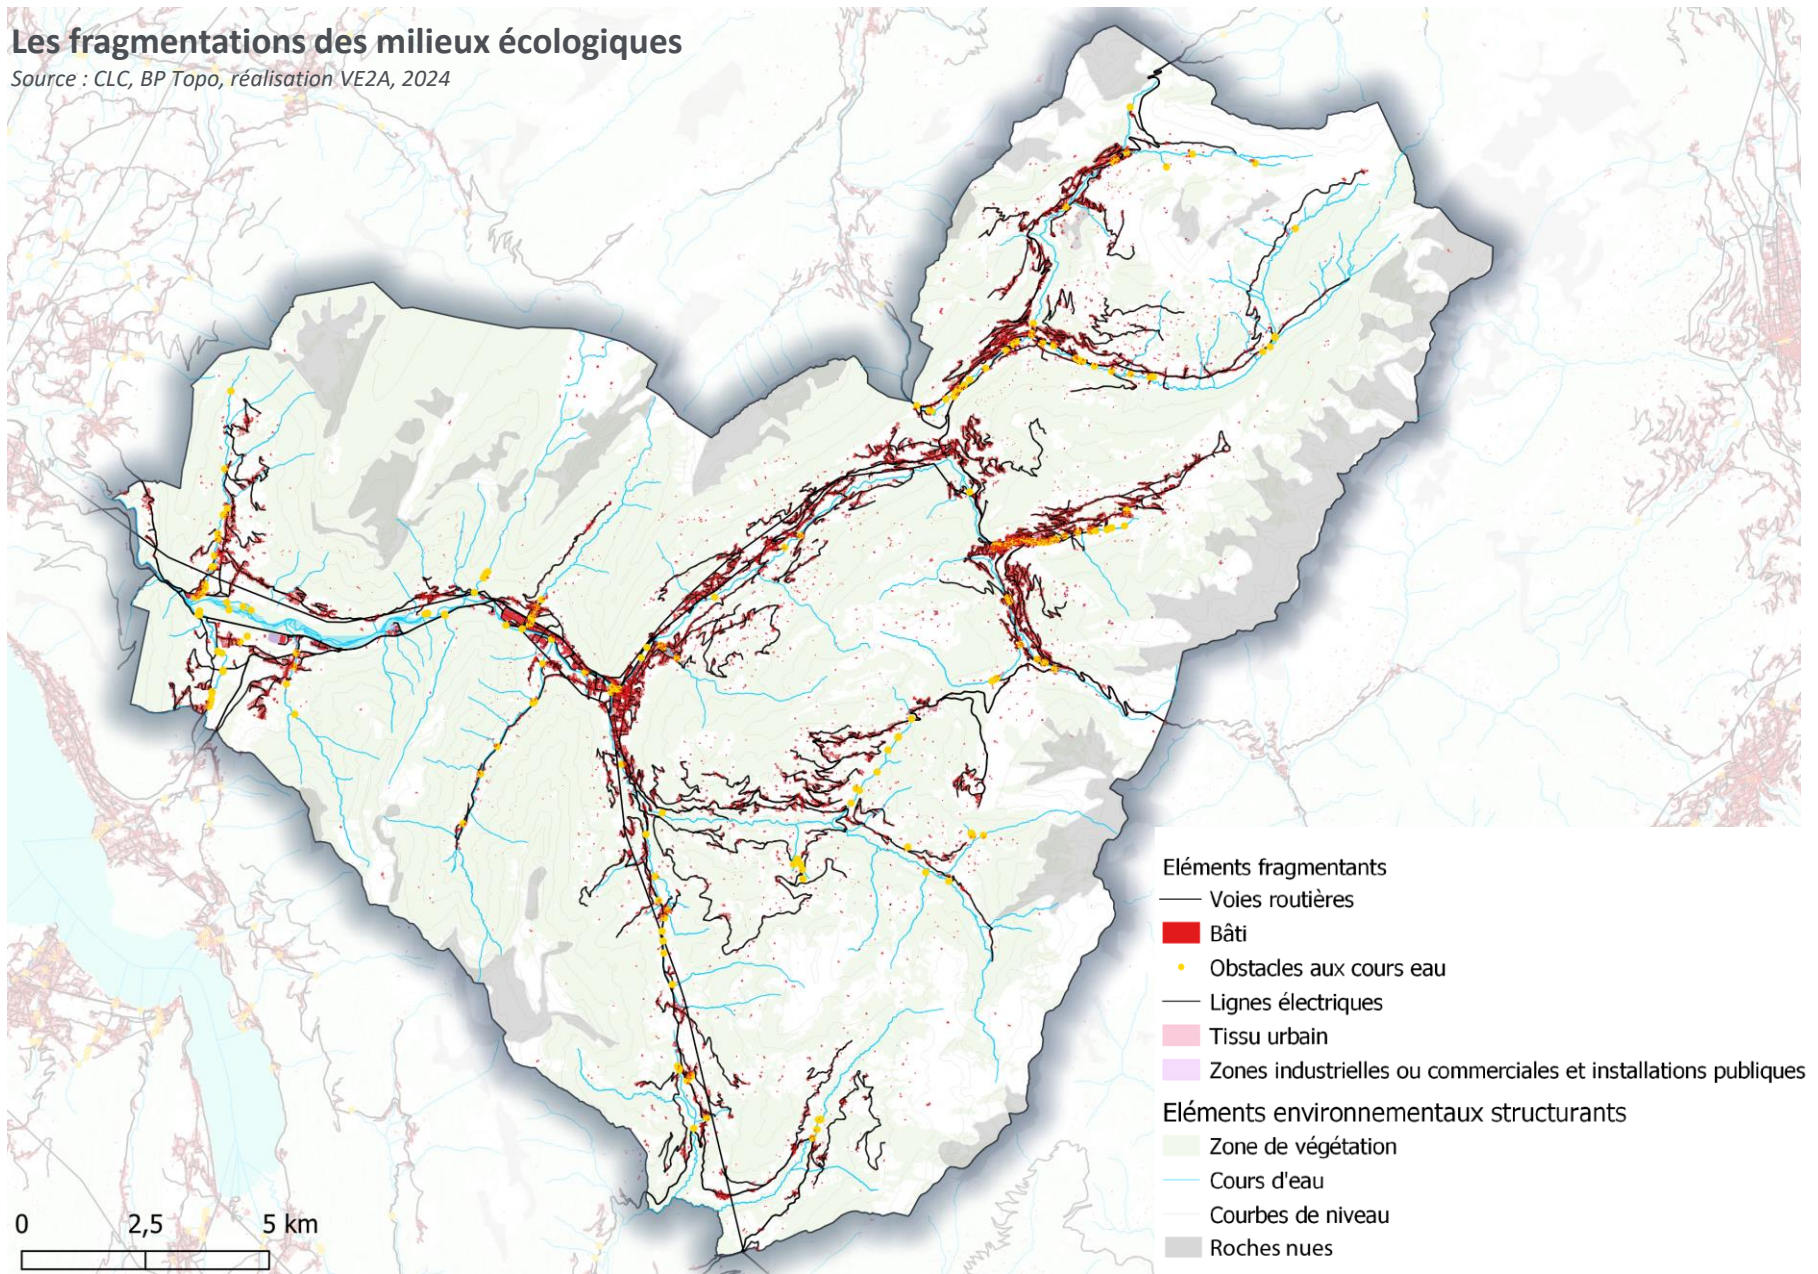 Les fragmentations des milieux écologiques
Source : CLC, BP Topo, réalisation VE2A, 2024
Eléments fragmentants
Voies routières
Bâti
Obstacles aux cours eau
Lignes électriques
Tissu urbain
Zones industrielles ou commerciales et installations publiques
Eléments environnementaux structurants
Zone de végétation
Cours d'eau
Courbes de niveau
Roches nues
0 2,5 5 km